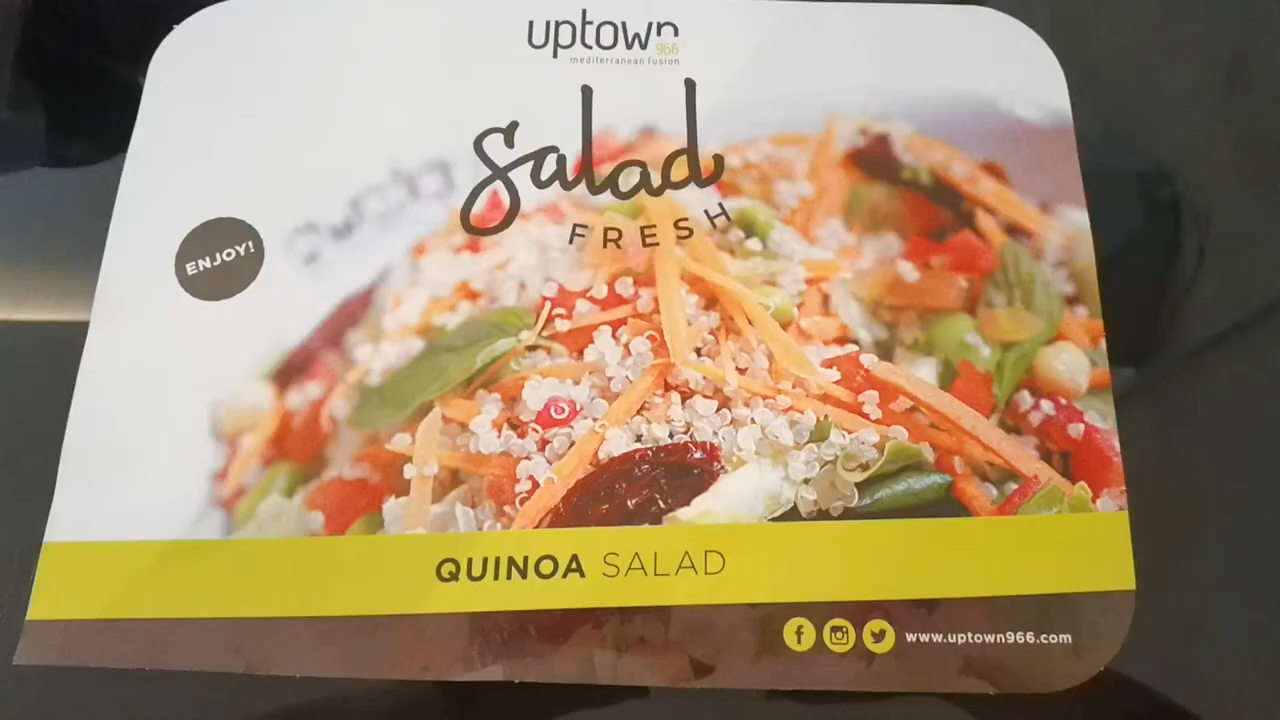 uptown
966
mediterranean fusion
Salad
FRESH
ENJOY!
QUINOA SALAD
www.uptown966.com